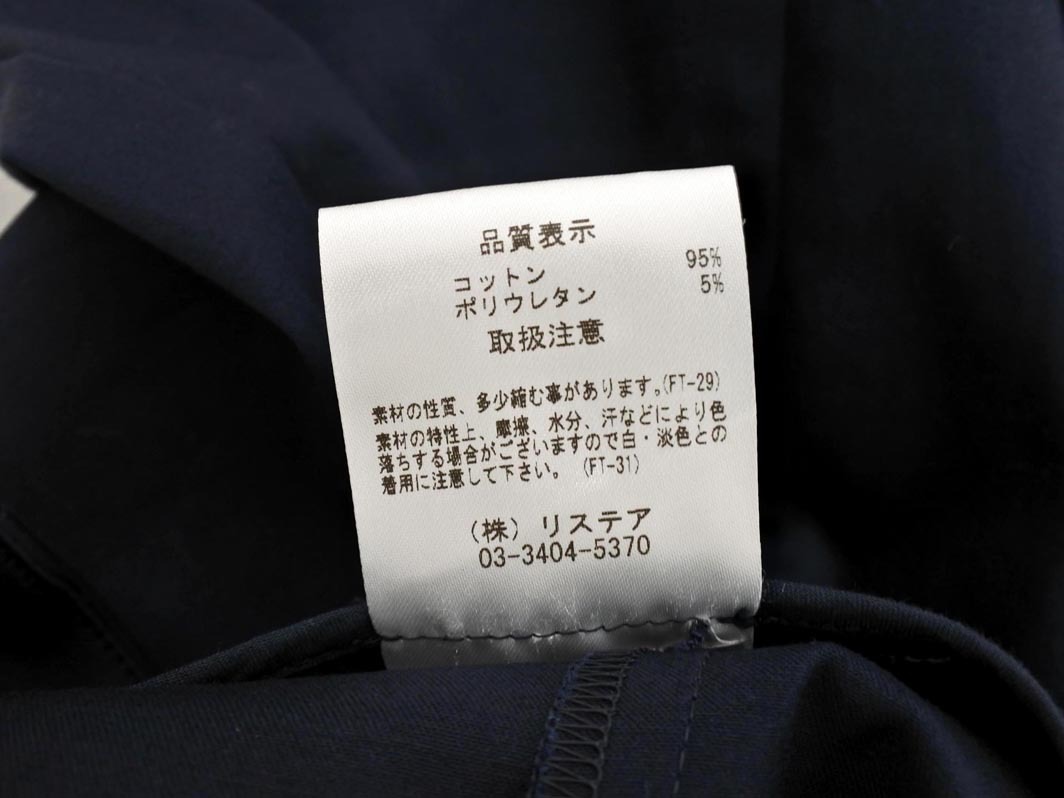 品質表示
コットン 95%
ポリウレタン 5%
取扱注意
素材の性質、多少縮む事があります。(FT-29)
素材の特性上、摩擦、水分、汗などにより色
落ちする場合がございますので白・淡色との
着用に注意して下さい。 (FT-31)
(株) リステア
03-3404-5370